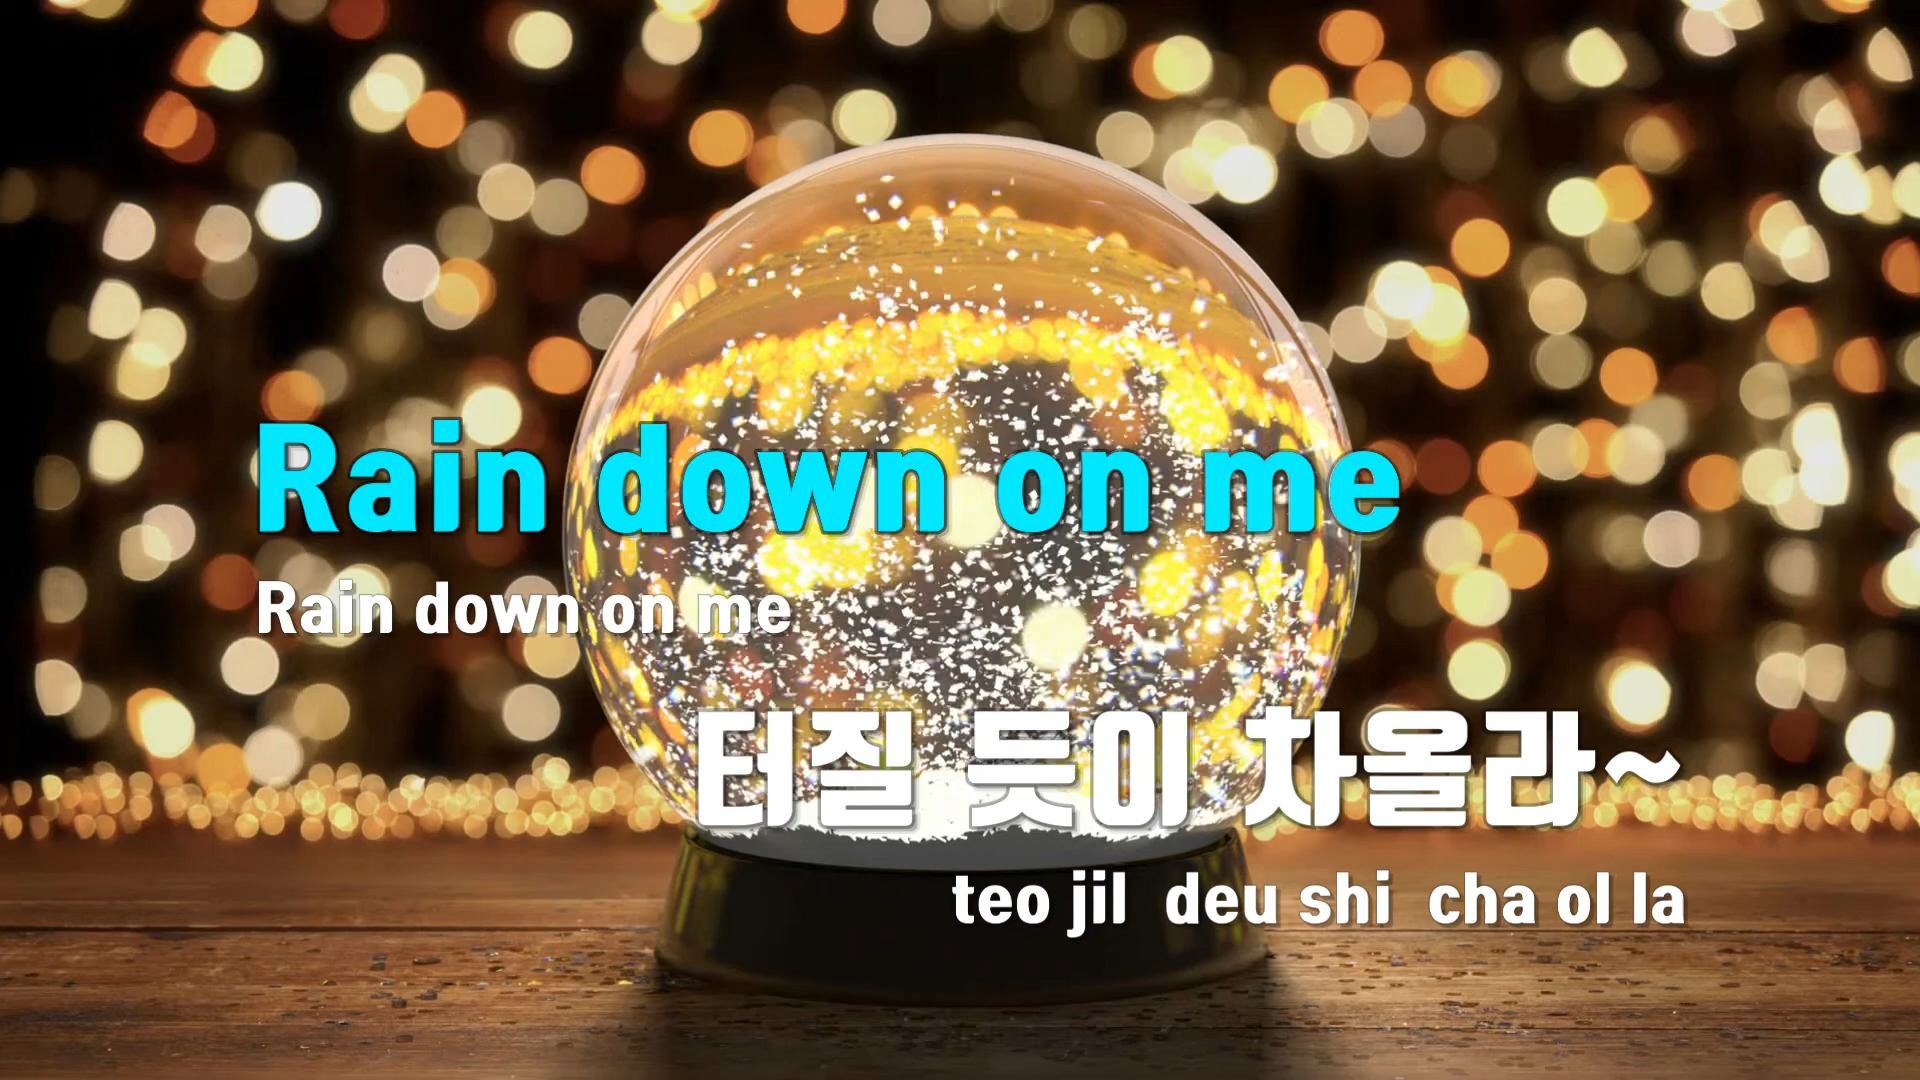 Rain down on me
Rain down on me
터질 듯이 차올라~
teo jil deu shi cha ol la